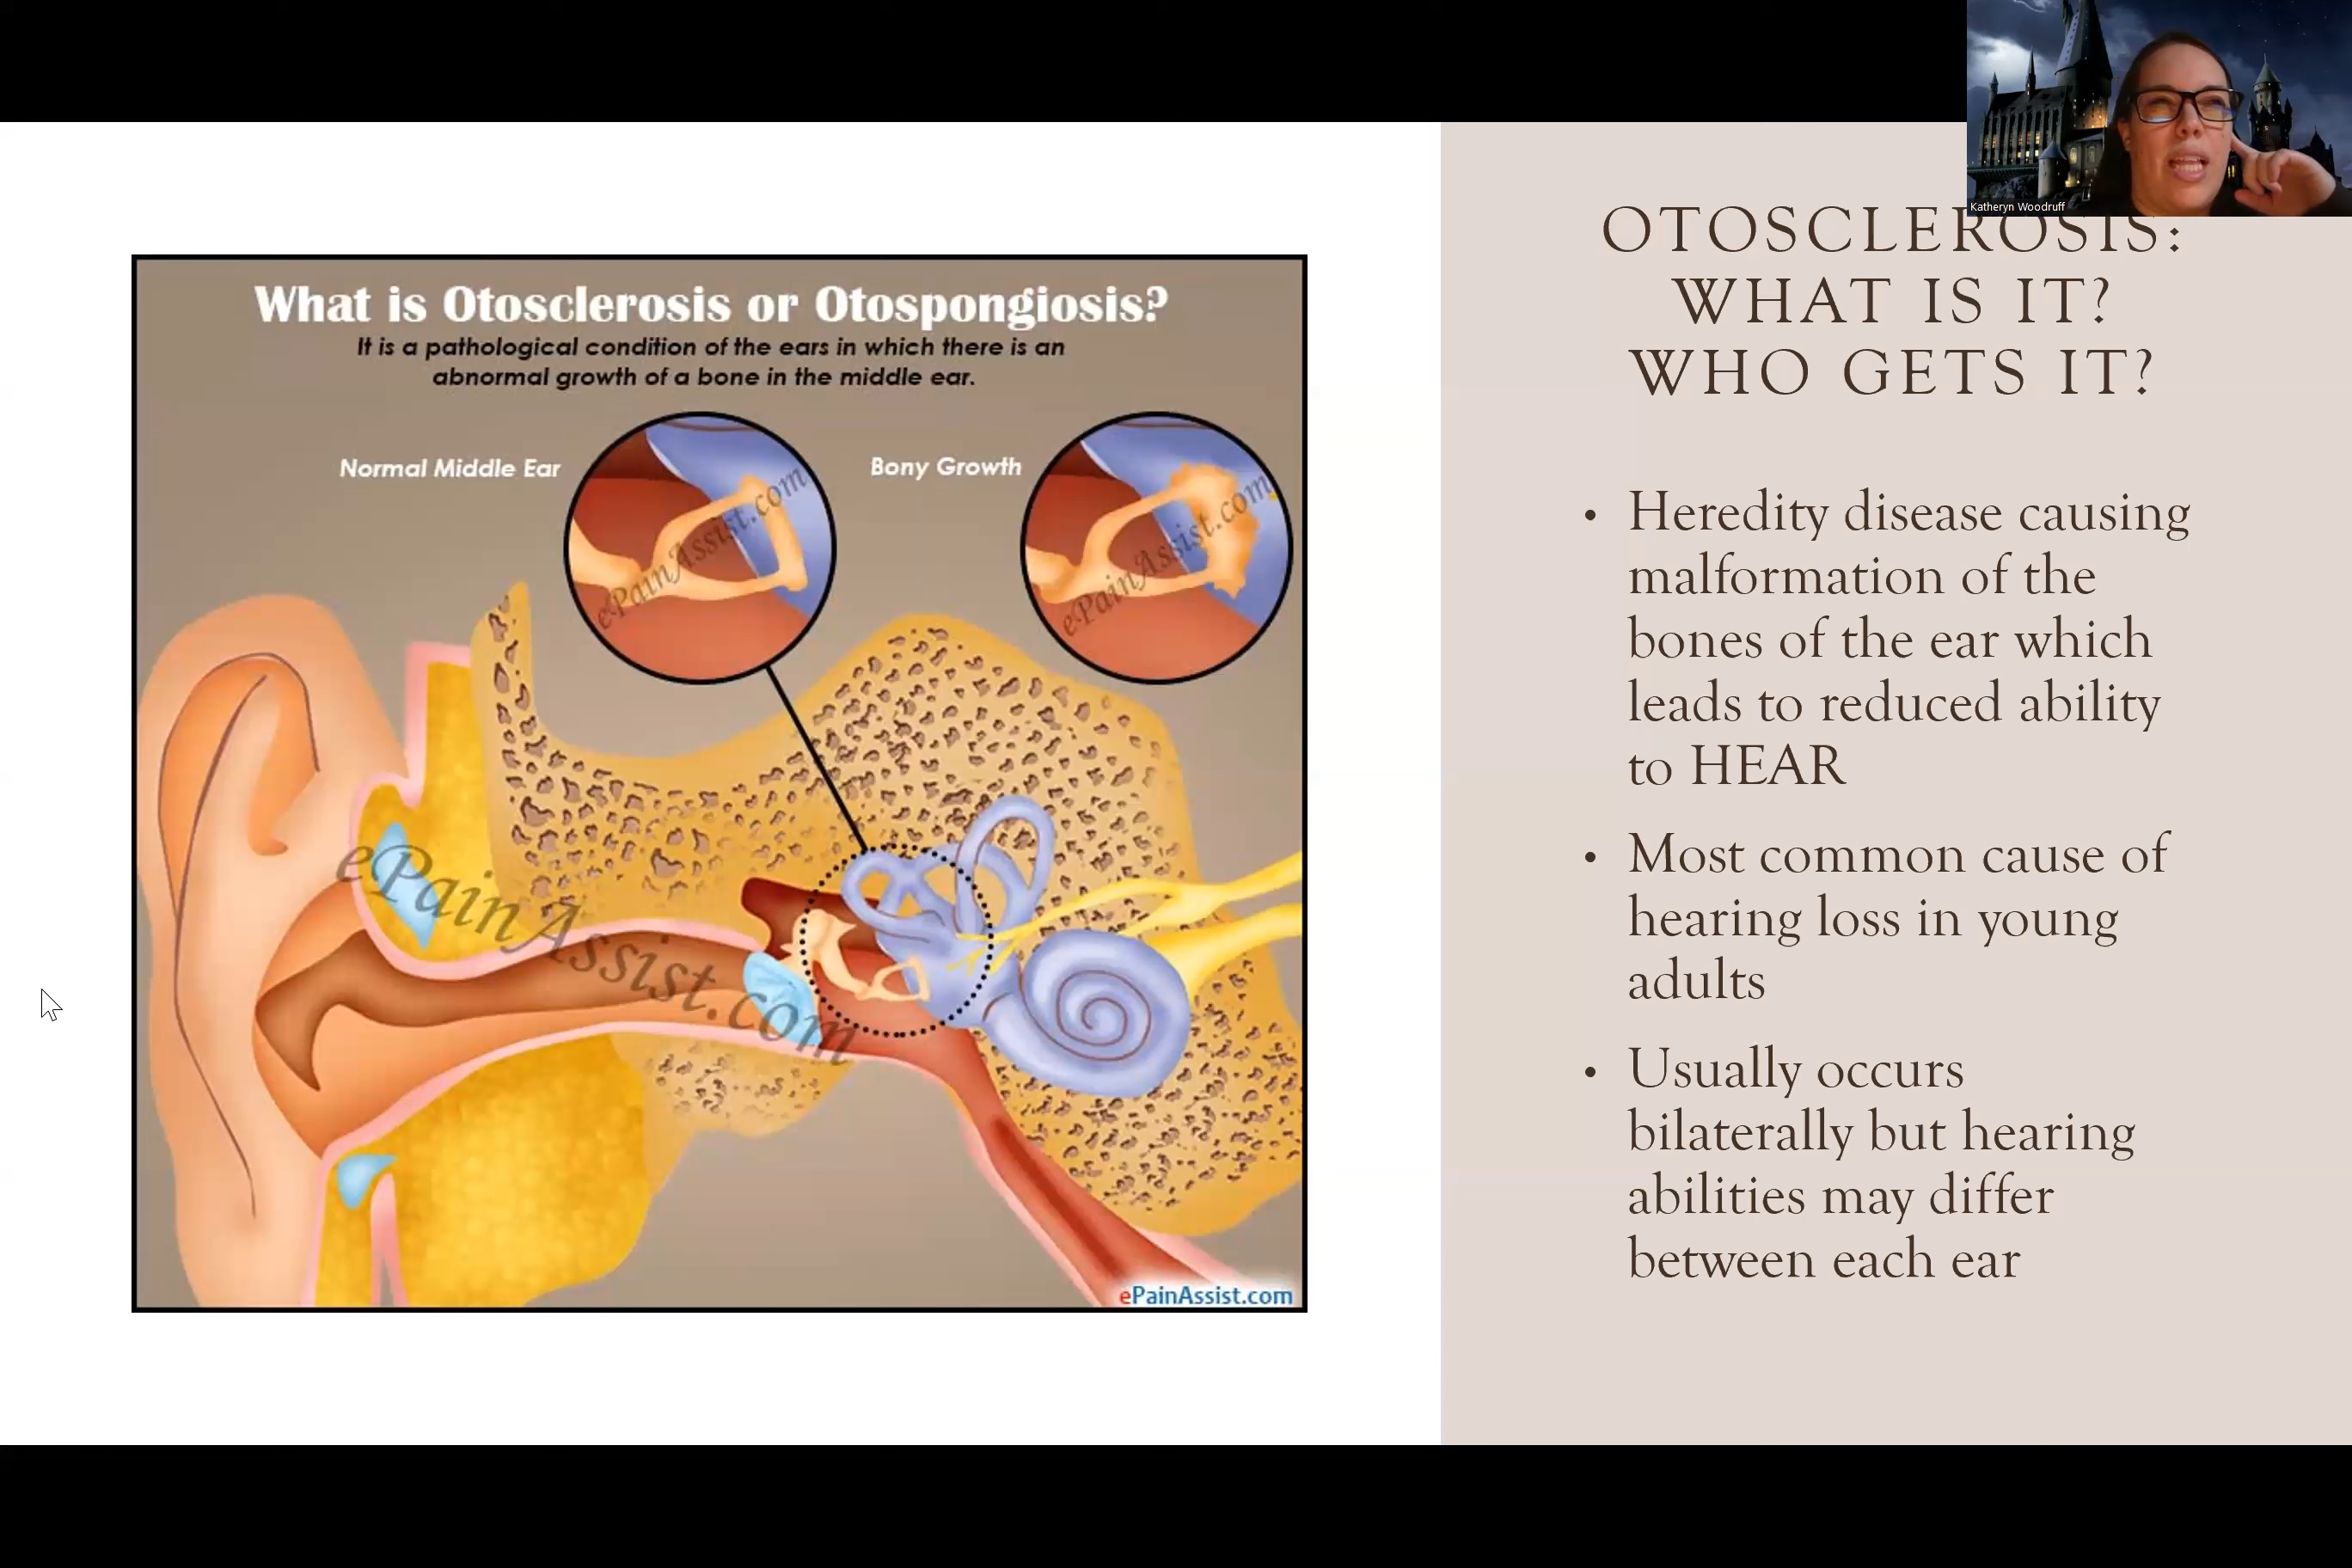 Katheryn Woodruff
OTOSCLEROSIS:
WHAT IS IT?
WHO GETS IT?
What is Otosclerosis or Otospongiosis?
It is a pathological condition of the ears in which there is an
abnormal growth of a bone in the middle ear.
Normal Middle Ear
Bony Growth
ePainAssist.com
ePainAssist.com
ePainAssist.com
ePainAssist.com
• Heredity disease causing
malformation of the
bones of the ear which
leads to reduced ability
to HEAR
• Most common cause of
hearing loss in young
adults
• Usually occurs
bilaterally but hearing
abilities may differ
between each ear